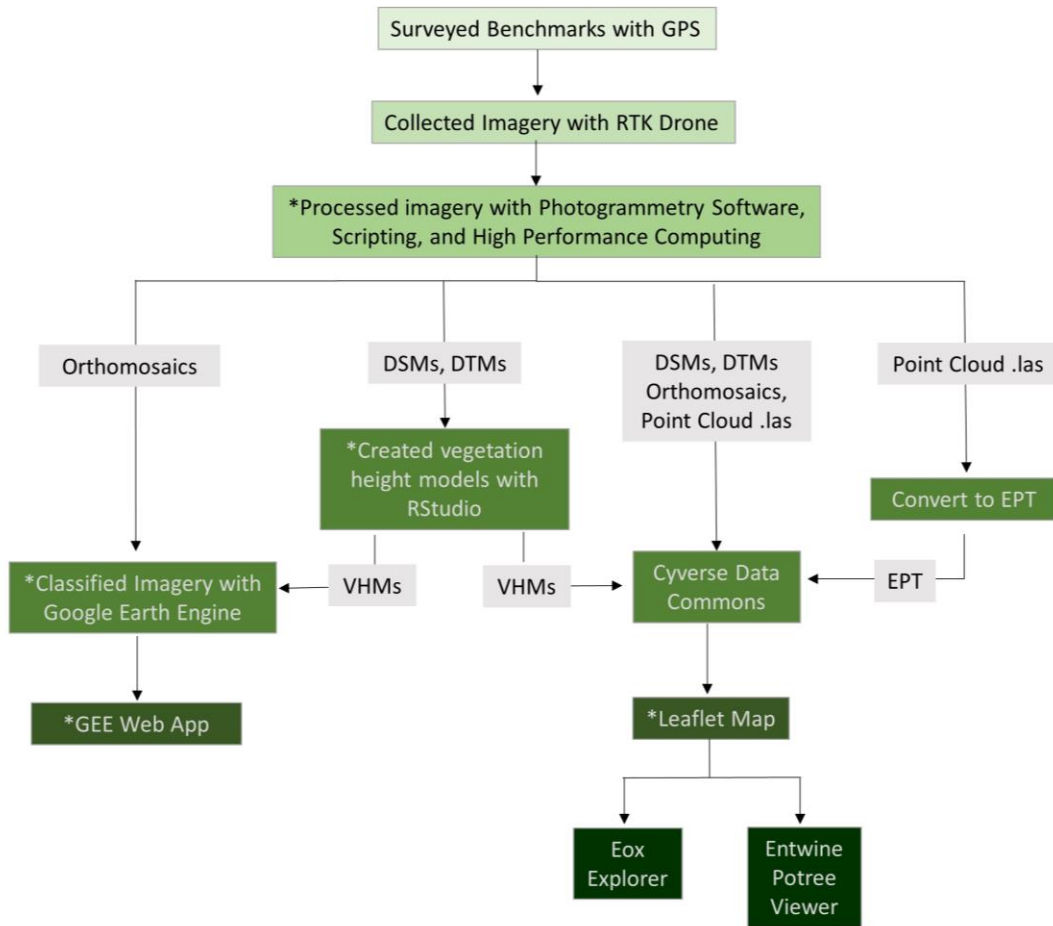 Surveyed Benchmarks with GPS
Collected Imagery with RTK Drone
*Processed imagery with Photogrammetry Software,
Scripting, and High Performance Computing
Orthomosaics
DSMs, DTMs
DSMs, DTMs
Orthomosaics,
Point Cloud .las
Point Cloud .las
*Created vegetation
height models with
RStudio
Convert to EPT
*Classified Imagery with
Google Earth Engine
VHMs
VHMs
Cyverse Data
Commons
EPT
*GEE Web App
*Leaflet Map
Eox
Explorer
Entwine
Potree
Viewer